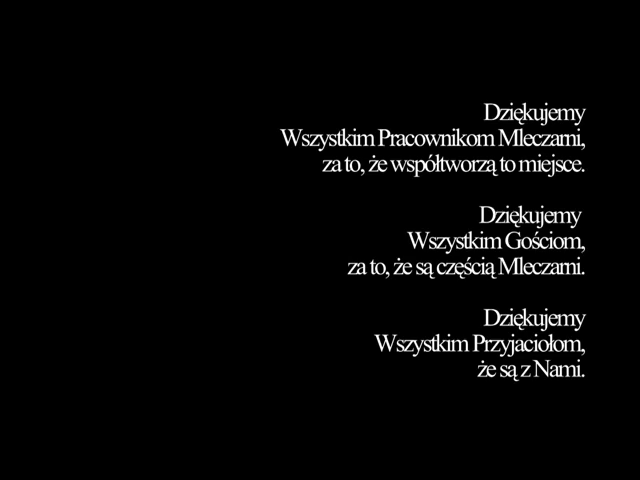 Dziękujemy
Wszystkim Pracownikom Mleczarni,
za to, że współtworzą to miejsce.
Dziękujemy
Wszystkim Gościom,
za to, że są częścią Mleczarni.
Dziękujemy
Wszystkim Przyjaciołom,
że są z Nami.